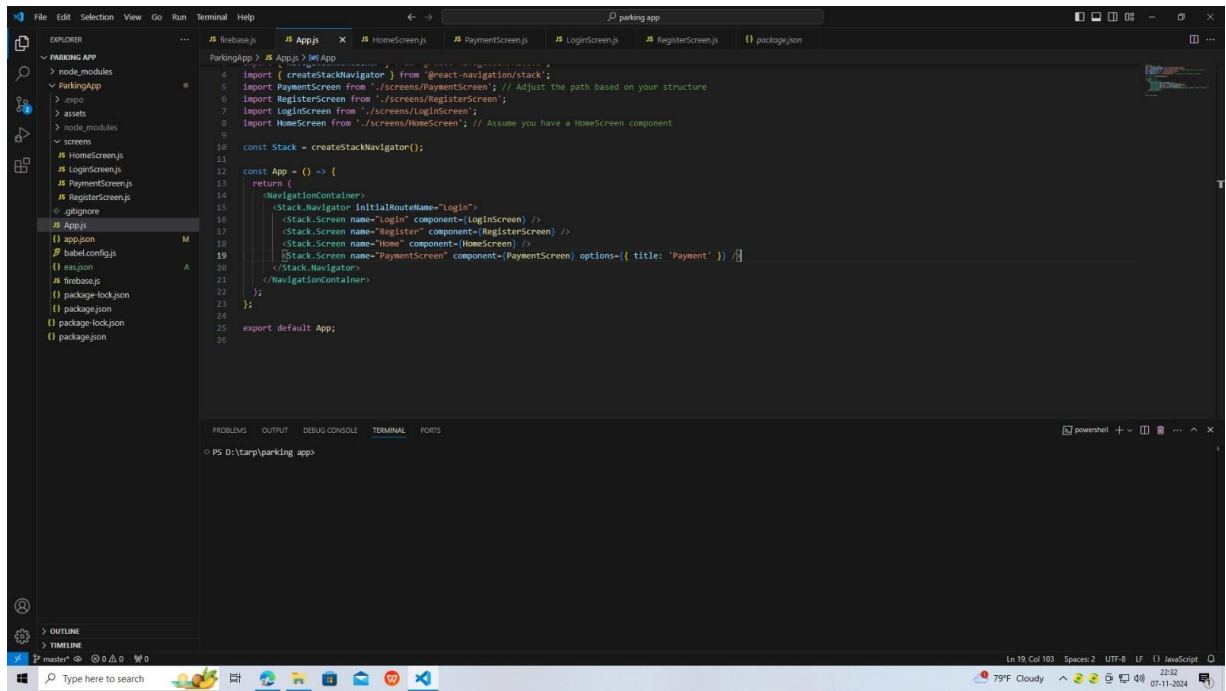 File Edit Selection View Go Run Terminal Help
parking app
EXPLORER
PARKING APP
node_modules
ParkingApp
.expo
assets
node_modules
screens
JS HomeScreen.js
JS LoginScreen.js
JS PaymentScreen.js
JS RegisterScreen.js
.gitignore
JS App.js
{} app.json M
babel.config.js
{} eas.json A
JS firebase.js
{} package-lock.json
{} package.json
{} package-lock.json
{} package.json
OUTLINE
TIMELINE
JS firebase.js JS App.js X JS HomeScreen.js JS PaymentScreen.js JS LoginScreen.js JS RegisterScreen.js {} package.json
ParkingApp > JS App.js > App
4 import { createStackNavigator } from '@react-navigation/stack';
5 import PaymentScreen from './screens/PaymentScreen'; // Adjust the path based on your structure
6 import RegisterScreen from './screens/RegisterScreen';
7 import LoginScreen from './screens/LoginScreen';
8 import HomeScreen from './screens/HomeScreen'; // Assume you have a HomeScreen component
9
10 const Stack = createStackNavigator();
11
12 const App = () => {
13 return (
14 <NavigationContainer>
15 <Stack.Navigator initialRouteName="Login">
16 <Stack.Screen name="Login" component={LoginScreen} />
17 <Stack.Screen name="Register" component={RegisterScreen} />
18 <Stack.Screen name="Home" component={HomeScreen} />
19 <Stack.Screen name="PaymentScreen" component={PaymentScreen} options={{ title: 'Payment' }} />
20 </Stack.Navigator>
21 </NavigationContainer>
22 );
23 };
24
25 export default App;
26
PROBLEMS OUTPUT DEBUG CONSOLE TERMINAL PORTS
powershell
PS D:\tarp\parking app>
master* 0 0 0
Ln 19, Col 103 Spaces: 2 UTF-8 LF {} JavaScript
Type here to search
79°F Cloudy
22:32
07-11-2024